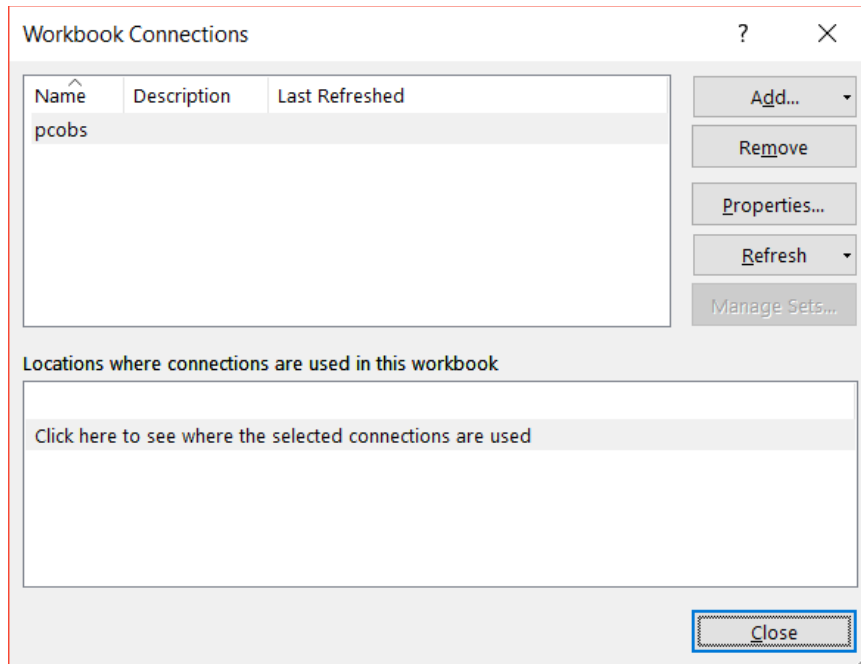 Workbook Connections ?
Name Description Last Refreshed
pcobs
Add...
Remove
Properties...
Refresh
Manage Sets...
Locations where connections are used in this workbook
Click here to see where the selected connections are used
Close